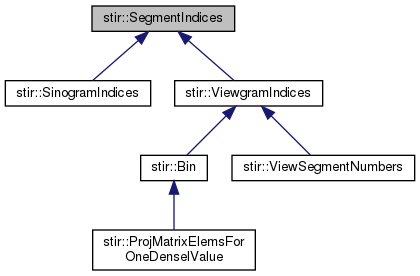 stir::SegmentIndices
stir::SinogramIndices
stir::ViewgramIndices
stir::Bin
stir::ViewSegmentNumbers
stir::ProjMatrixElemsFor
OneDenselValue